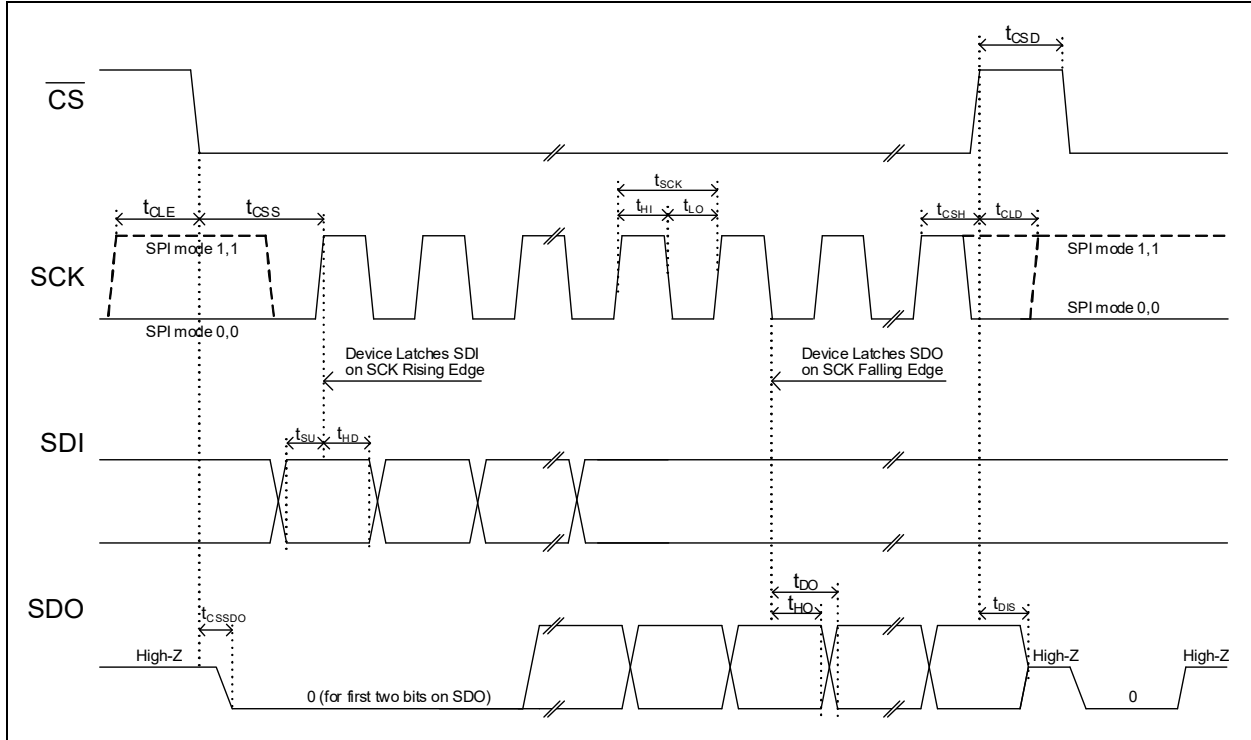 tCSD
CS
tSCK
tCLE
tCSS
tHI
tLO
tCSH
tCLD
SPI mode 1,1
SPI mode 1,1
SCK
SPI mode 0,0
SPI mode 0,0
Device Latches SDI
on SCK Rising Edge
Device Latches SDO
on SCK Falling Edge
tSU
tHD
SDI
tDO
SDO
tCSSDO
tHO
tDIS
High-Z
High-Z
High-Z
0 (for first two bits on SDO)
0